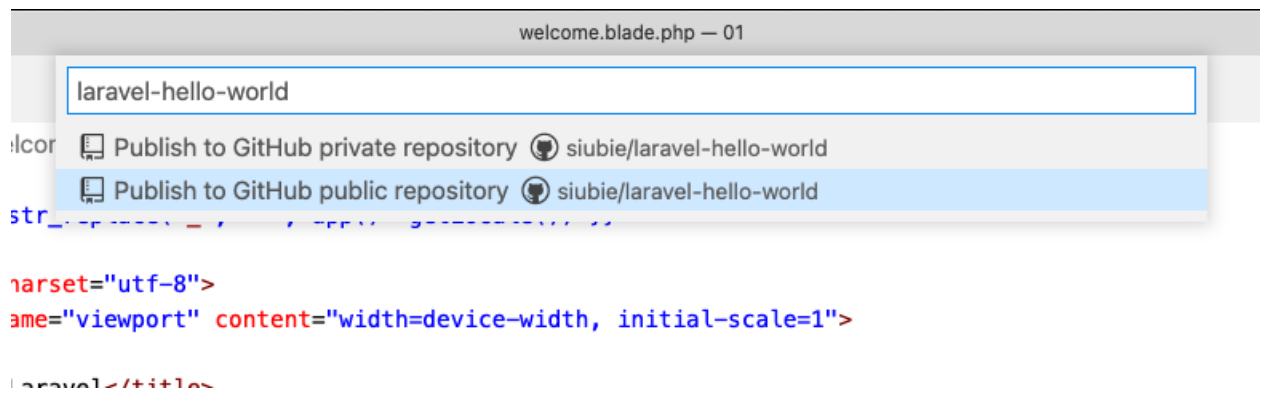 welcome.blade.php — 01
laravel-hello-world
Publish to GitHub private repository siubie/laravel-hello-world
Publish to GitHub public repository siubie/laravel-hello-world
harset="utf-8">
ame="viewport" content="width=device-width, initial-scale=1">